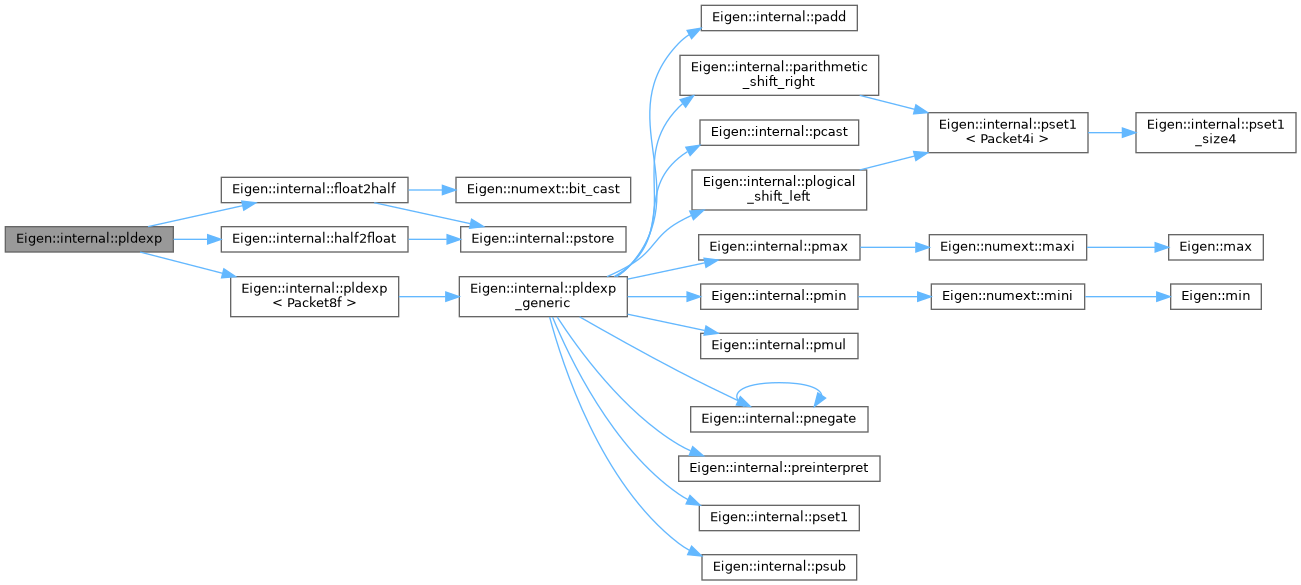 Eigen::internal::pldexp
Eigen::internal::float2half
Eigen::internal::half2float
Eigen::internal::pldexp
< Packet8f >
Eigen::numext::bit_cast
Eigen::internal::pstore
Eigen::internal::pldexp
_generic
Eigen::internal::padd
Eigen::internal::parithmetic
_shift_right
Eigen::internal::pcast
Eigen::internal::plogical
_shift_left
Eigen::internal::pmax
Eigen::internal::pmin
Eigen::internal::pmul
Eigen::internal::pnegate
Eigen::internal::preinterpret
Eigen::internal::pset1
Eigen::internal::psub
Eigen::internal::pset1
< Packet4i >
Eigen::numext::maxi
Eigen::numext::mini
Eigen::internal::pset1
_size4
Eigen::max
Eigen::min